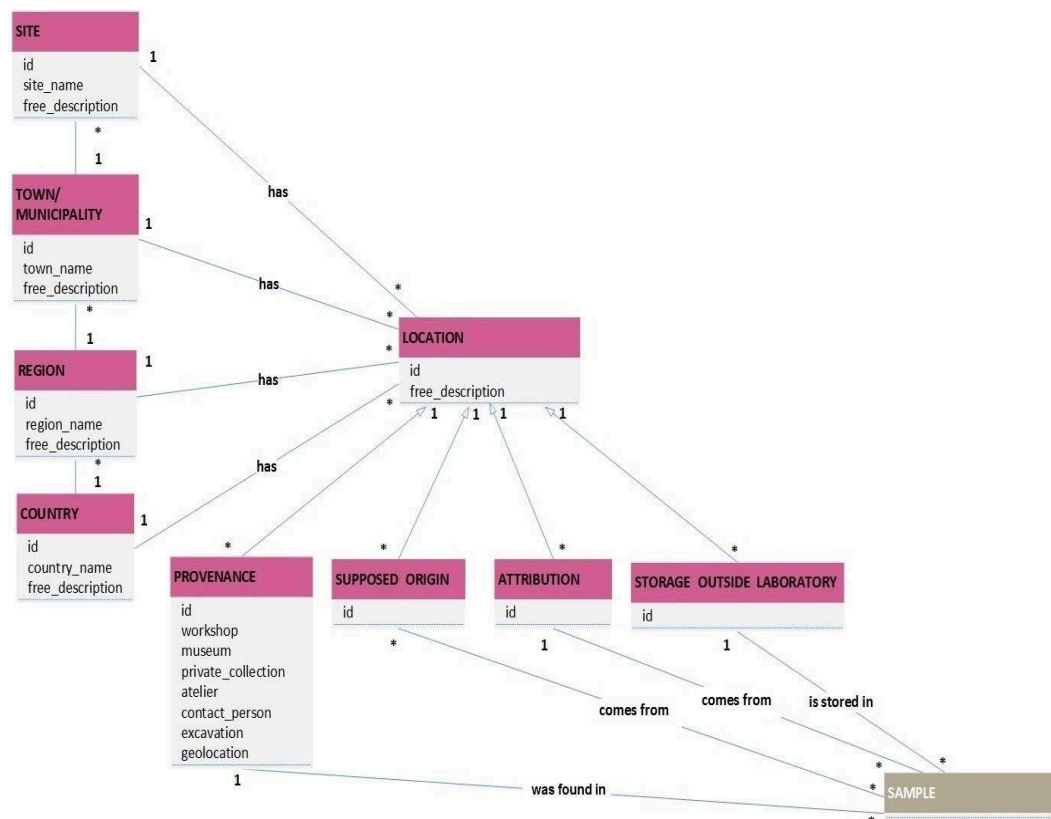 SITE
id
site_name
free_description
1
*
1
has
TOWN/
MUNICIPALITY
id
town_name
free_description
1
has
*
*
*
1
REGION
id
region_name
free_description
1
has
*
*
1
COUNTRY
id
country_name
free_description
1
has
*
LOCATION
id
free_description
1
1
1
1
*
*
*
*
PROVENANCE
id
workshop
museum
private_collection
atelier
contact_person
excavation
geolocation
1
SUPPOSED ORIGIN
id
*
ATTRIBUTION
id
1
STORAGE OUTSIDE LABORATORY
id
1
comes from
comes from
is stored in
was found in
*
*
*
*
SAMPLE